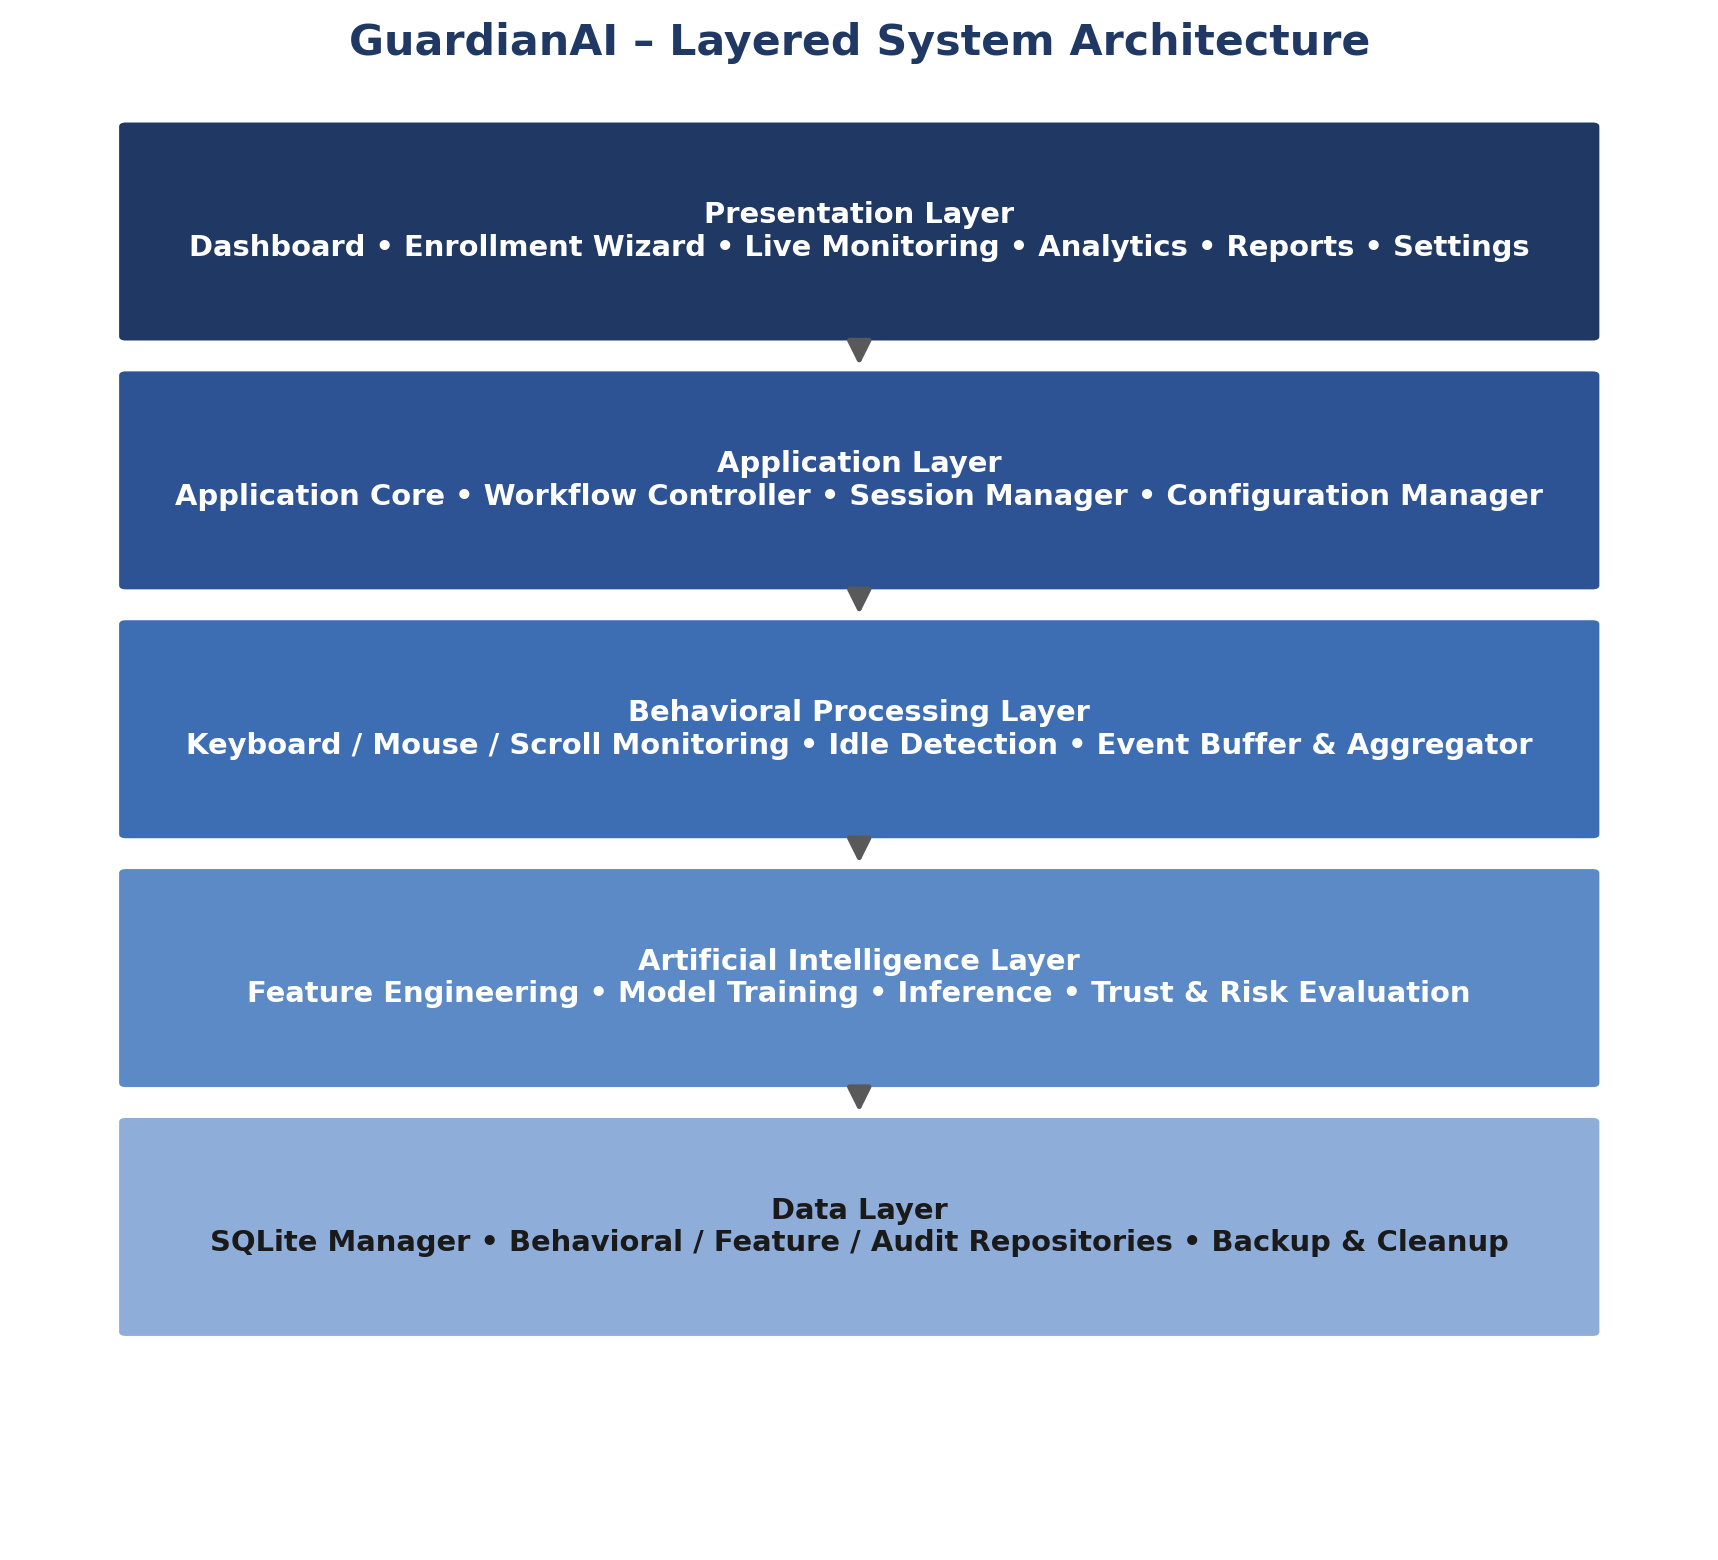 GuardianAI – Layered System Architecture
Presentation Layer
Dashboard • Enrollment Wizard • Live Monitoring • Analytics • Reports • Settings
Application Layer
Application Core • Workflow Controller • Session Manager • Configuration Manager
Behavioral Processing Layer
Keyboard / Mouse / Scroll Monitoring • Idle Detection • Event Buffer & Aggregator
Artificial Intelligence Layer
Feature Engineering • Model Training • Inference • Trust & Risk Evaluation
Data Layer
SQLite Manager • Behavioral / Feature / Audit Repositories • Backup & Cleanup